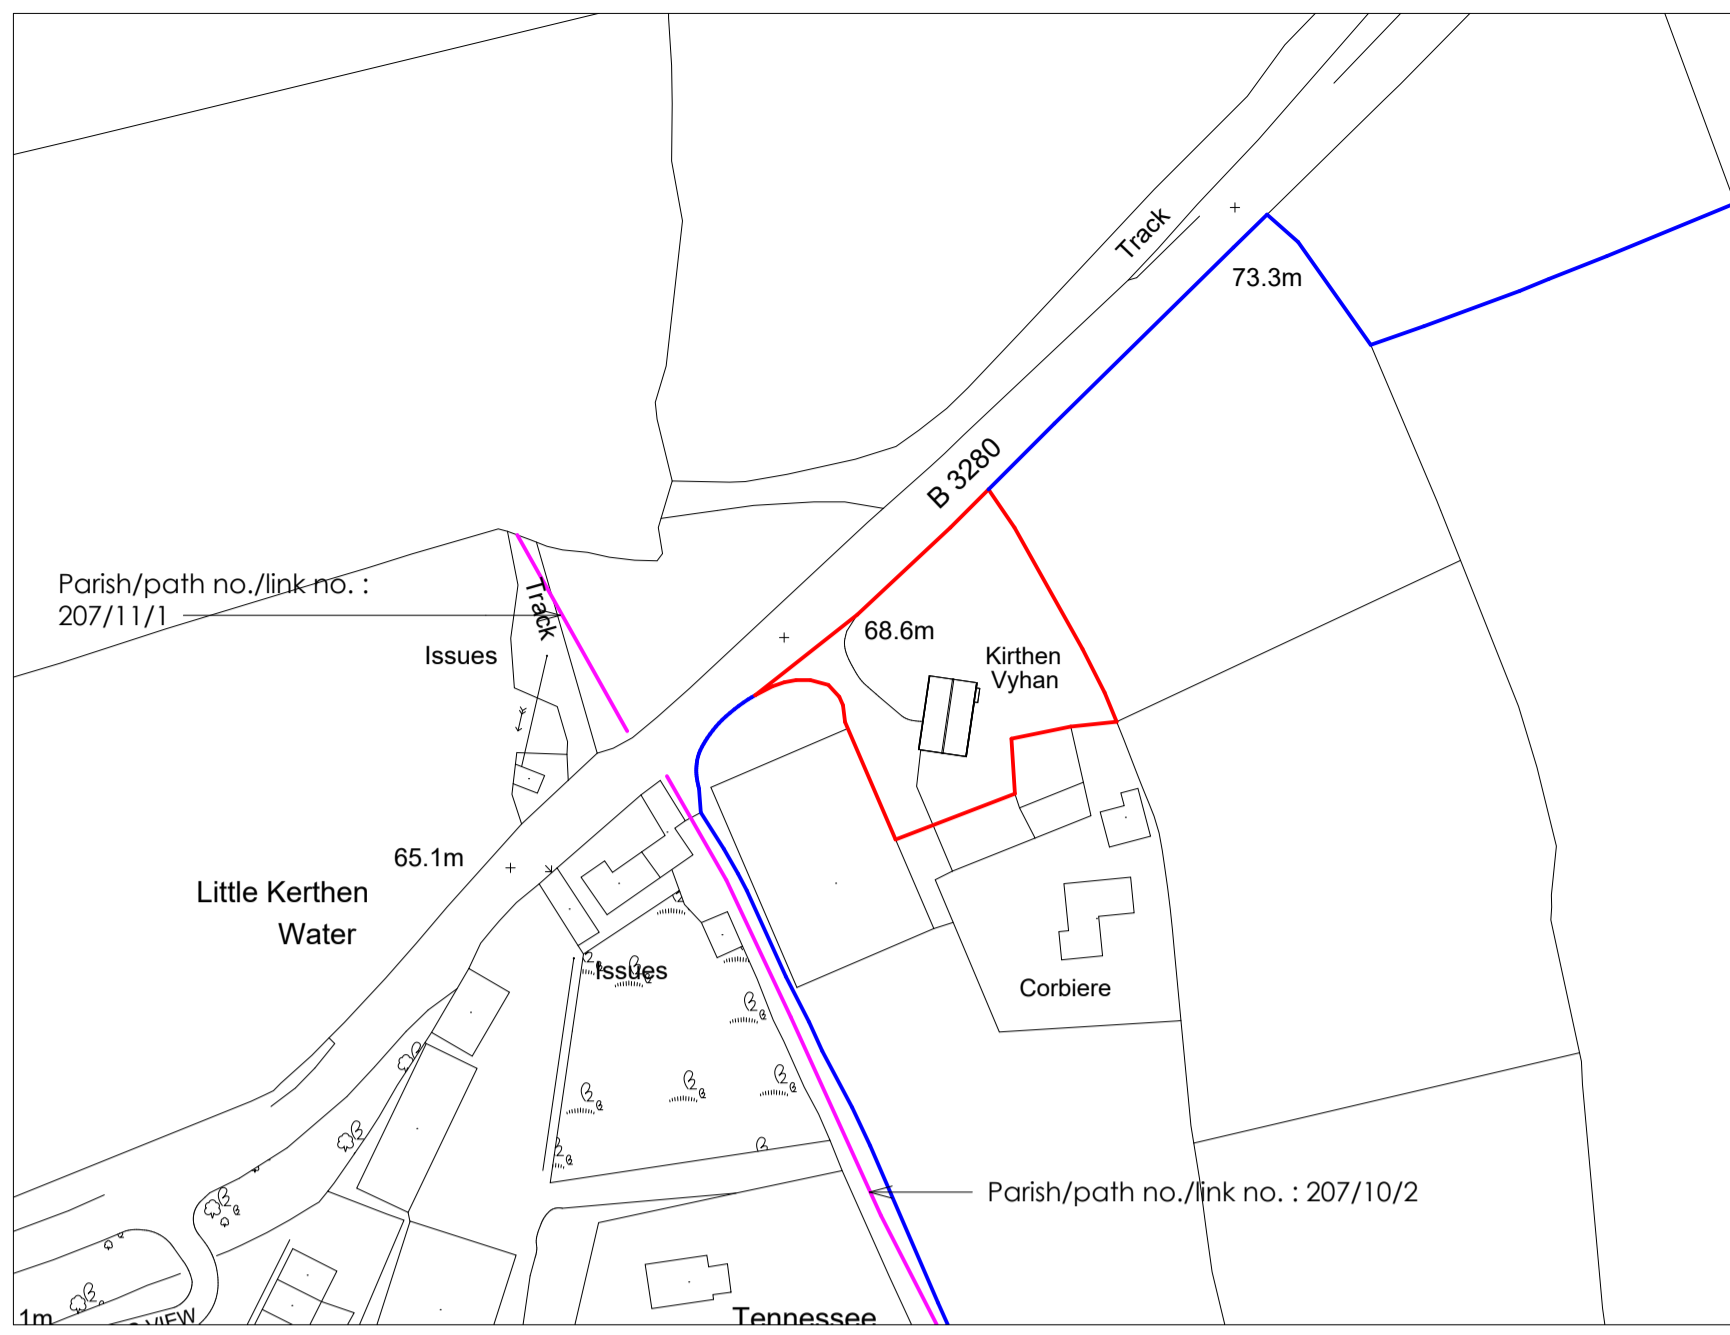 Track
73.3m
B 3280
Parish/path no./link no. :
207/11/1
Track
Issues
68.6m
Kirthen
Vyhan
65.1m
Little Kerthen
Water
Issues
Corbiere
Parish/path no./link no. : 207/10/2
1m
VIEW
Tennessee